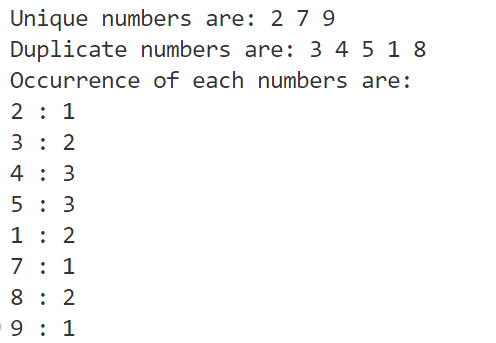 Unique numbers are: 2 7 9
Duplicate numbers are: 3 4 5 1 8
Occurrence of each numbers are:
2 : 1
3 : 2
4 : 3
5 : 3
1 : 2
7 : 1
8 : 2
9 : 1